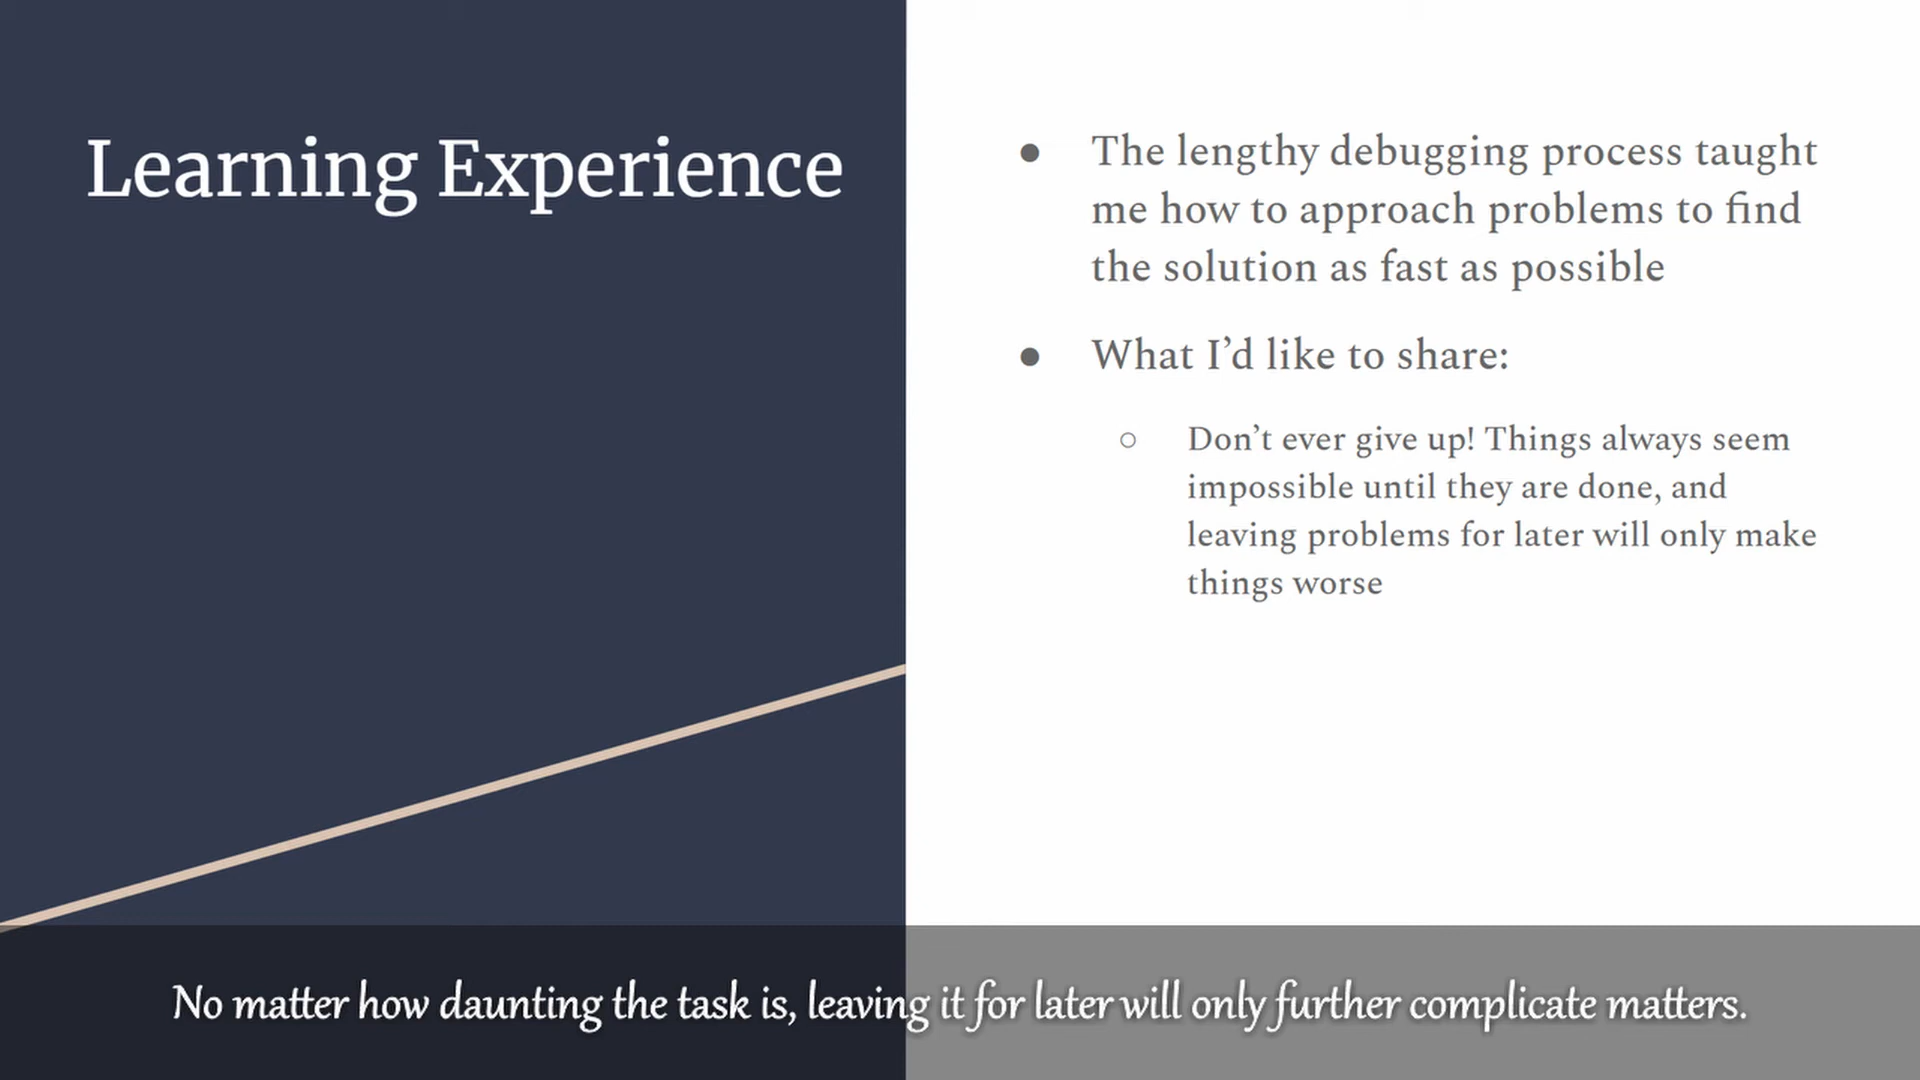 Learning Experience
● The lengthy debugging process taught
me how to approach problems to find
the solution as fast as possible
● What I’d like to share:
○ Don’t ever give up! Things always seem
impossible until they are done, and
leaving problems for later will only make
things worse
No matter how daunting the task is, leaving it for later will only further complicate matters.